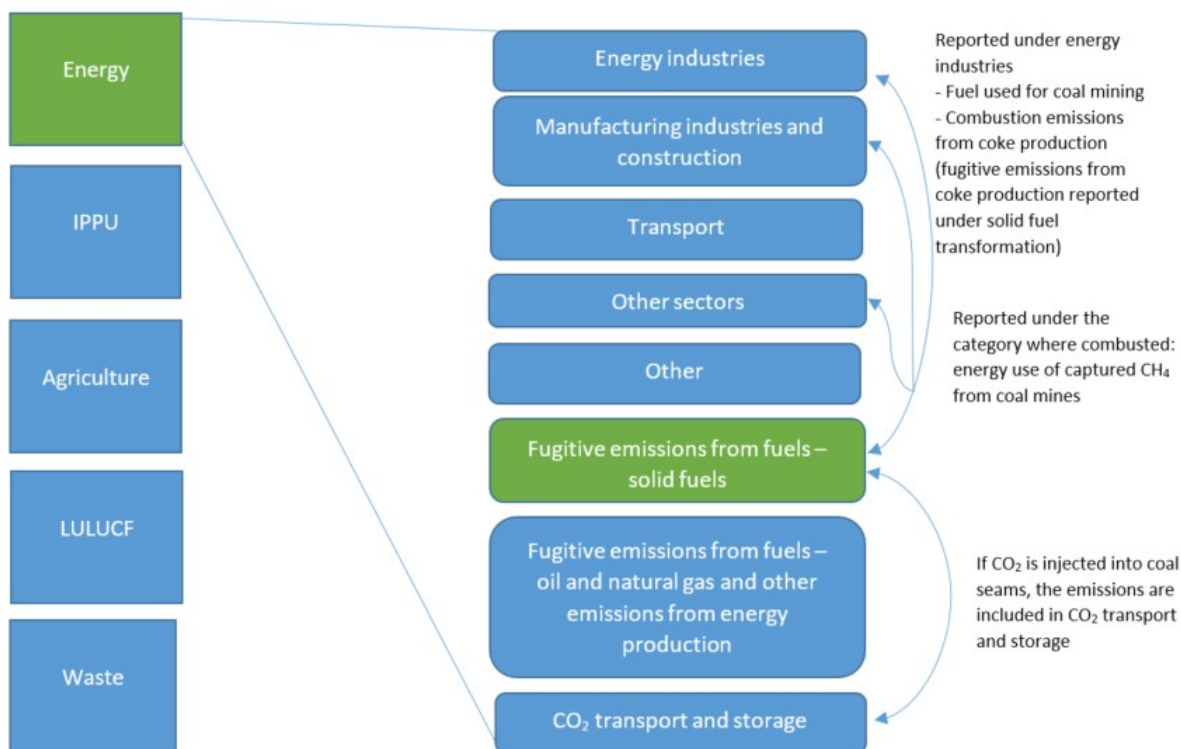 Energy
IPPU
Agriculture
LULUCF
Waste
Energy industries
Manufacturing industries and
construction
Transport
Other sectors
Other
Fugitive emissions from fuels –
solid fuels
Fugitive emissions from fuels –
oil and natural gas and other
emissions from energy
production
CO₂ transport and storage
Reported under energy
industries
- Fuel used for coal mining
- Combustion emissions
from coke production
(fugitive emissions from
coke production reported
under solid fuel
transformation)
Reported under the
category where combusted:
energy use of captured CH₄
from coal mines
If CO₂ is injected into coal
seams, the emissions are
included in CO₂ transport
and storage